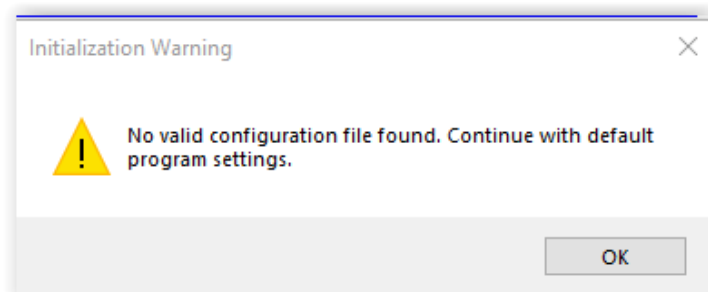 Initialization Warning
No valid configuration file found. Continue with default
program settings.
OK